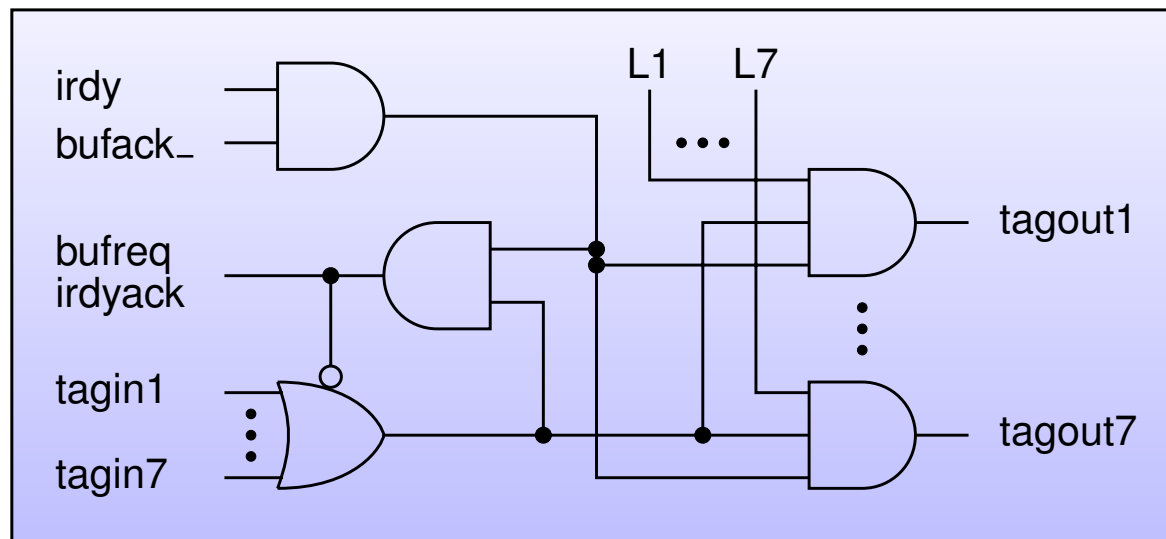 L1 L7
irdy
bufack_
tagout1
bufreq
irdyack
tagin1
tagout7
tagin7